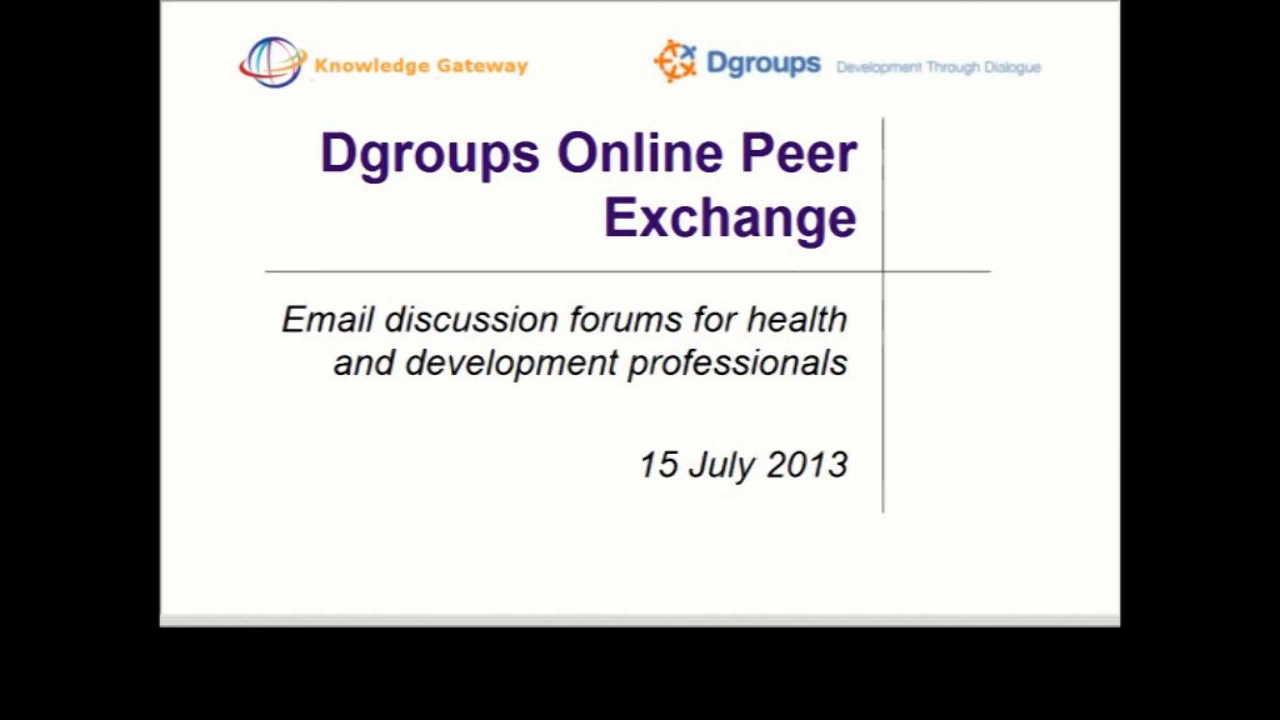 Knowledge Gateway
Dgroups Development Through Dialogue
Dgroups Online Peer
Exchange
Email discussion forums for health
and development professionals
15 July 2013